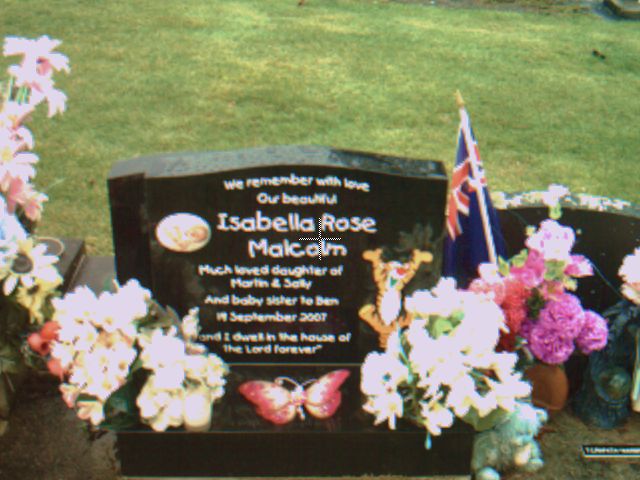 We remember with love
Our beautiful
Isabella Rose
Malcolm
Much loved daughter of
Martin & Sally
And baby sister to Ben
19 September 2007
and I dwell in the house of
the Lord forever"